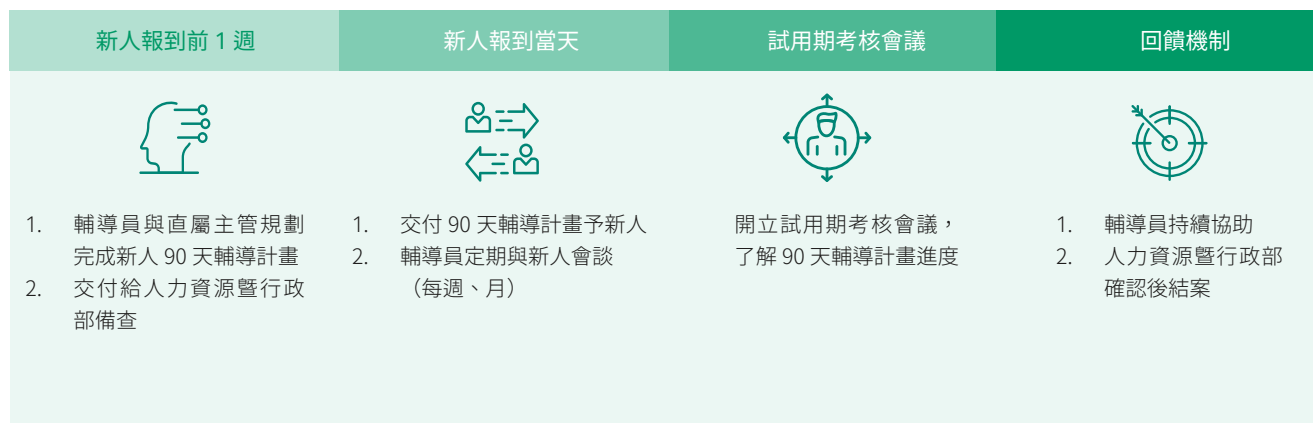 新人報到前 1 週
新人報到當天
試用期考核會議
回饋機制
1. 輔導員與直屬主管規劃
完成新人 90 天輔導計畫
2. 交付給人力資源暨行政
部備查
1. 交付 90 天輔導計畫予新人
2. 輔導員定期與新人會談
（每週、月）
開立試用期考核會議，
了解 90 天輔導計畫進度
1. 輔導員持續協助
2. 人力資源暨行政部
確認後結案